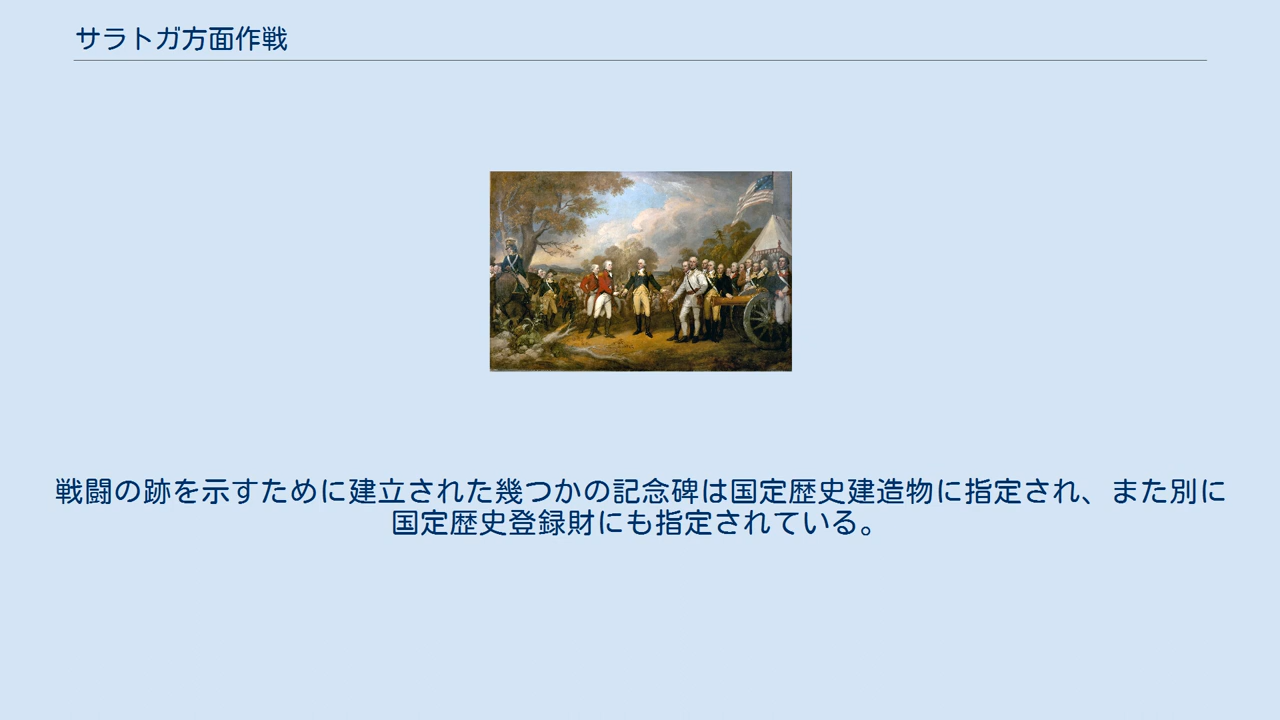 サラトガ方面作戦
戦闘の跡を示すために建立された幾つかの記念碑は国定歴史建造物に指定され、また別に
国定歴史登録財にも指定されている。